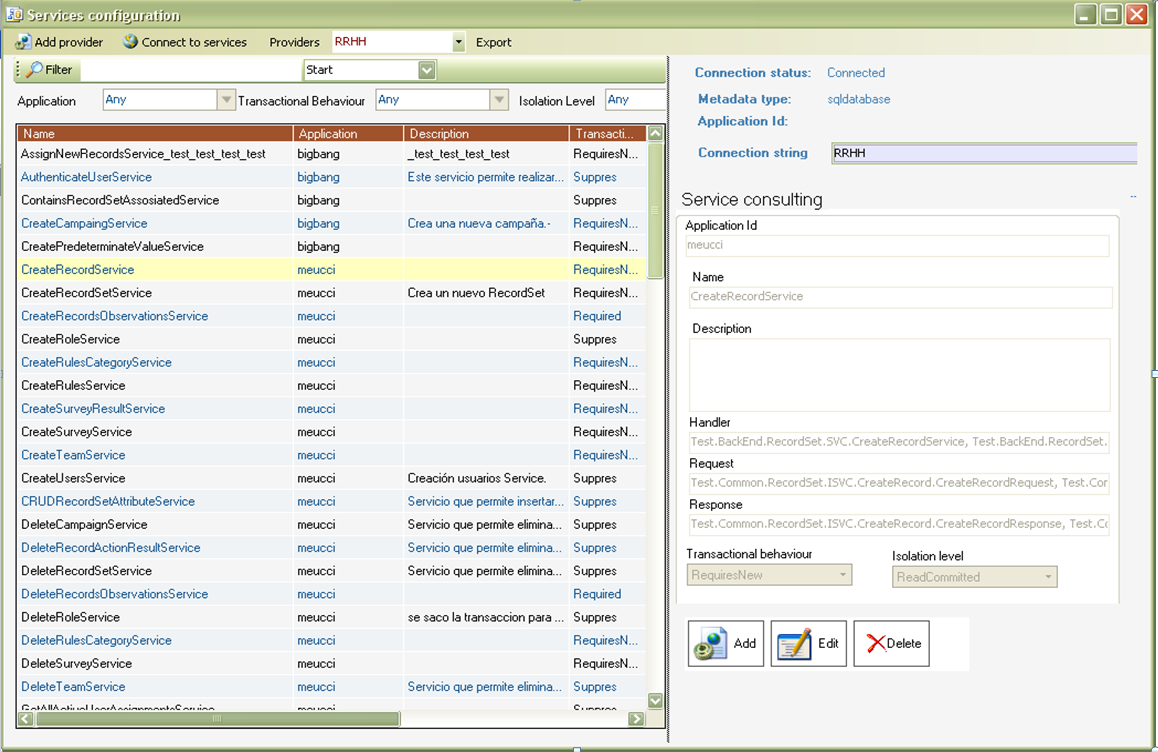 Services configuration
Add provider Connect to services Providers RRHH Export
Filter Start
Application Any Transactional Behaviour Any Isolation Level Any
Name Application Description Transacti...
AssignNewRecordsService_test_test_test_test bigbang _test_test_test_test RequiresN...
AuthenticateUserService bigbang Este servicio permite realizar... Suppres
ContainsRecordSetAssosiatedService bigbang Suppres
CreateCampaingService bigbang Crea una nueva campaña.- RequiresN...
CreatePredeterminateValueService bigbang RequiresN...
CreateRecordService meucci RequiresN...
CreateRecordSetService meucci Crea un nuevo RecordSet RequiresN...
CreateRecordsObservationsService meucci Required
CreateRoleService meucci Suppres
CreateRulesCategoryService meucci RequiresN...
CreateRulesService meucci RequiresN...
CreateSurveyResultService meucci RequiresN...
CreateSurveyService meucci RequiresN...
CreateTeamService meucci RequiresN...
CreateUsersService meucci Creación usuarios Service. Suppres
CRUDRecordSetAttributeService meucci Servicio que permite insertar... Suppres
DeleteCampaignService meucci Servicio que permite elimina... Suppres
DeleteRecordActionResultService meucci Servicio que permite elimina... Suppres
DeleteRecordSetService meucci Servicio que permite elimina... Suppres
DeleteRecordsObservationsService meucci Required
DeleteRoleService meucci se saco la transaccion para ... Suppres
DeleteRulesCategoryService meucci RequiresN...
DeleteSurveyService meucci RequiresN...
DeleteTeamService meucci Servicio que permite elimina... Suppres
GetAllActiveUserAssignmentsService meucci Suppres
Connection status: Connected
Metadata type: sqldatabase
Application Id:
Connection string RRHH
Service consulting
Application Id
meucci
Name
CreateRecordService
Description
Handler
Test.BackEnd.RecordSet.SVC.CreateRecordService, Test.BackEnd.RecordSet.
Request
Test.Common.RecordSet.ISVC.CreateRecord.CreateRecordRequest, Test.Cor
Response
Test.Common.RecordSet.ISVC.CreateRecord.CreateRecordResponse, Test.Co
Transactional behaviour Isolation level
RequiresNew ReadCommitted
Add Edit Delete